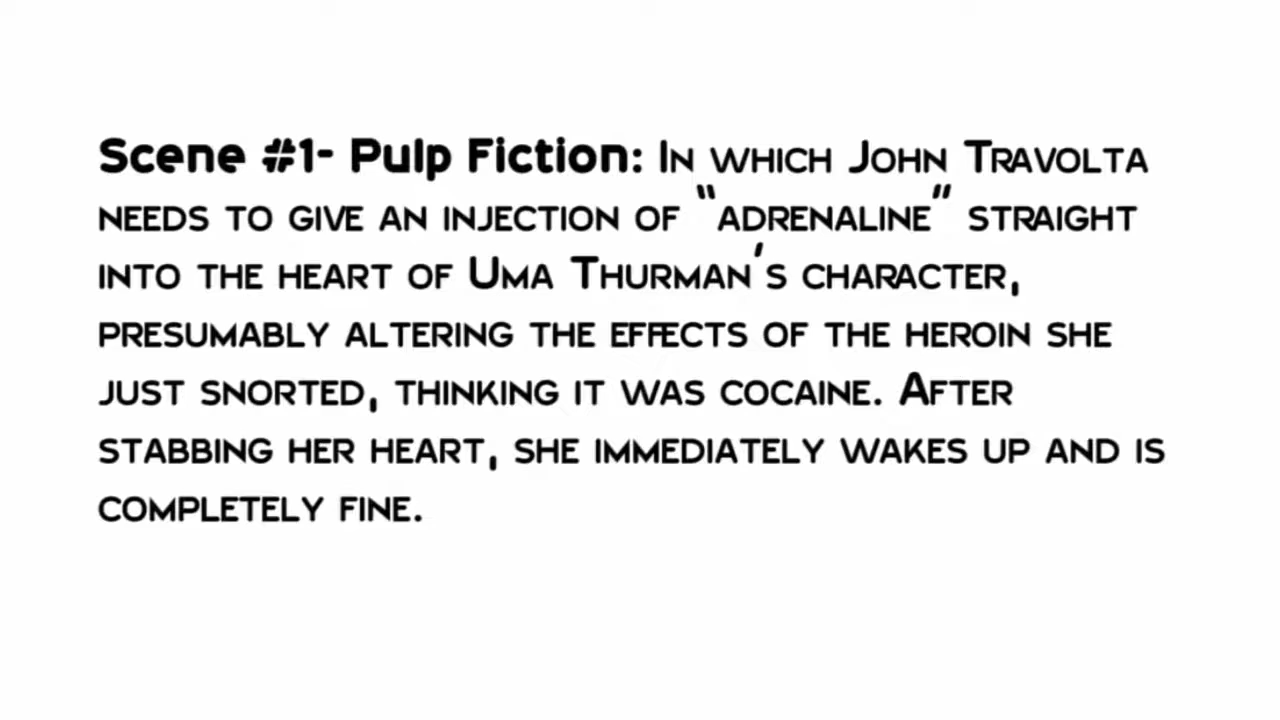 Scene #1- Pulp Fiction: In which John Travolta
needs to give an injection of "adrenaline" straight
into the heart of Uma Thurman's character,
presumably altering the effects of the heroin she
just snorted, thinking it was cocaine. After
stabbing her heart, she immediately wakes up and is
completely fine.